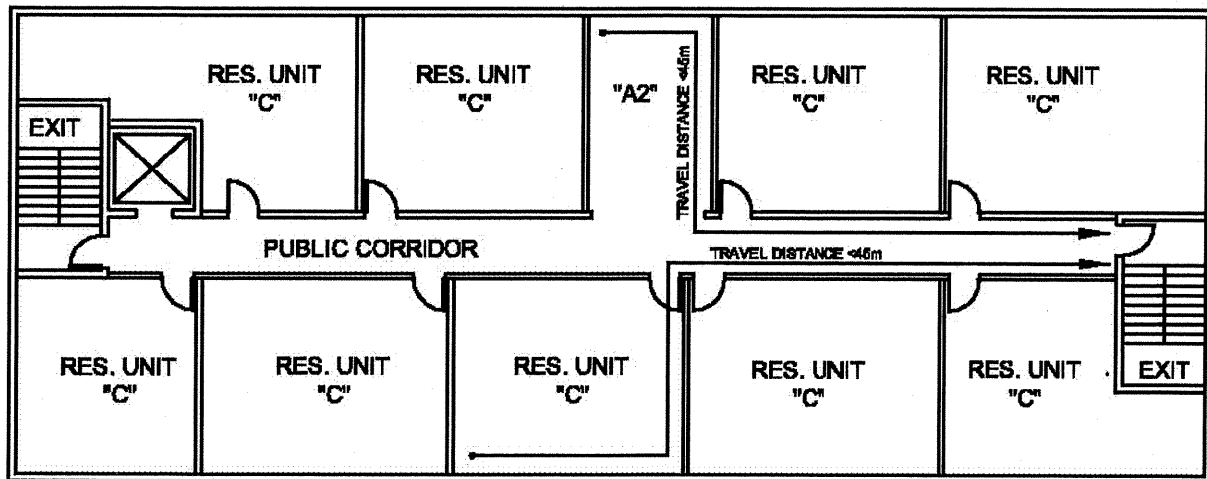 RES. UNIT
"C"
RES. UNIT
"C"
"A2"
TRAVEL DISTANCE <45m
RES. UNIT
"C"
RES. UNIT
"C"
EXIT
PUBLIC CORRIDOR
TRAVEL DISTANCE <45m
RES. UNIT
"C"
RES. UNIT
"C"
RES. UNIT
"C"
RES. UNIT
"C"
RES. UNIT
"C"
EXIT